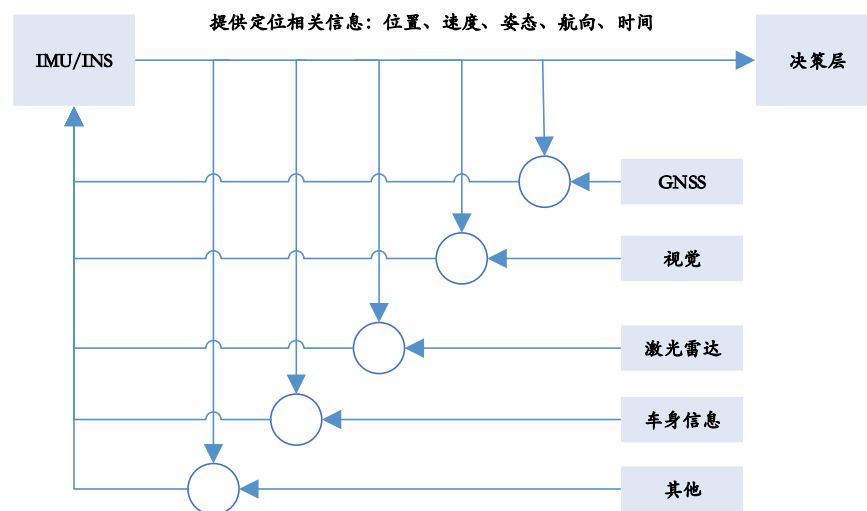 提供定位相关信息：位置、速度、姿态、航向、时间
IMU/INS
决策层
GNSS
视觉
激光雷达
车身信息
其他